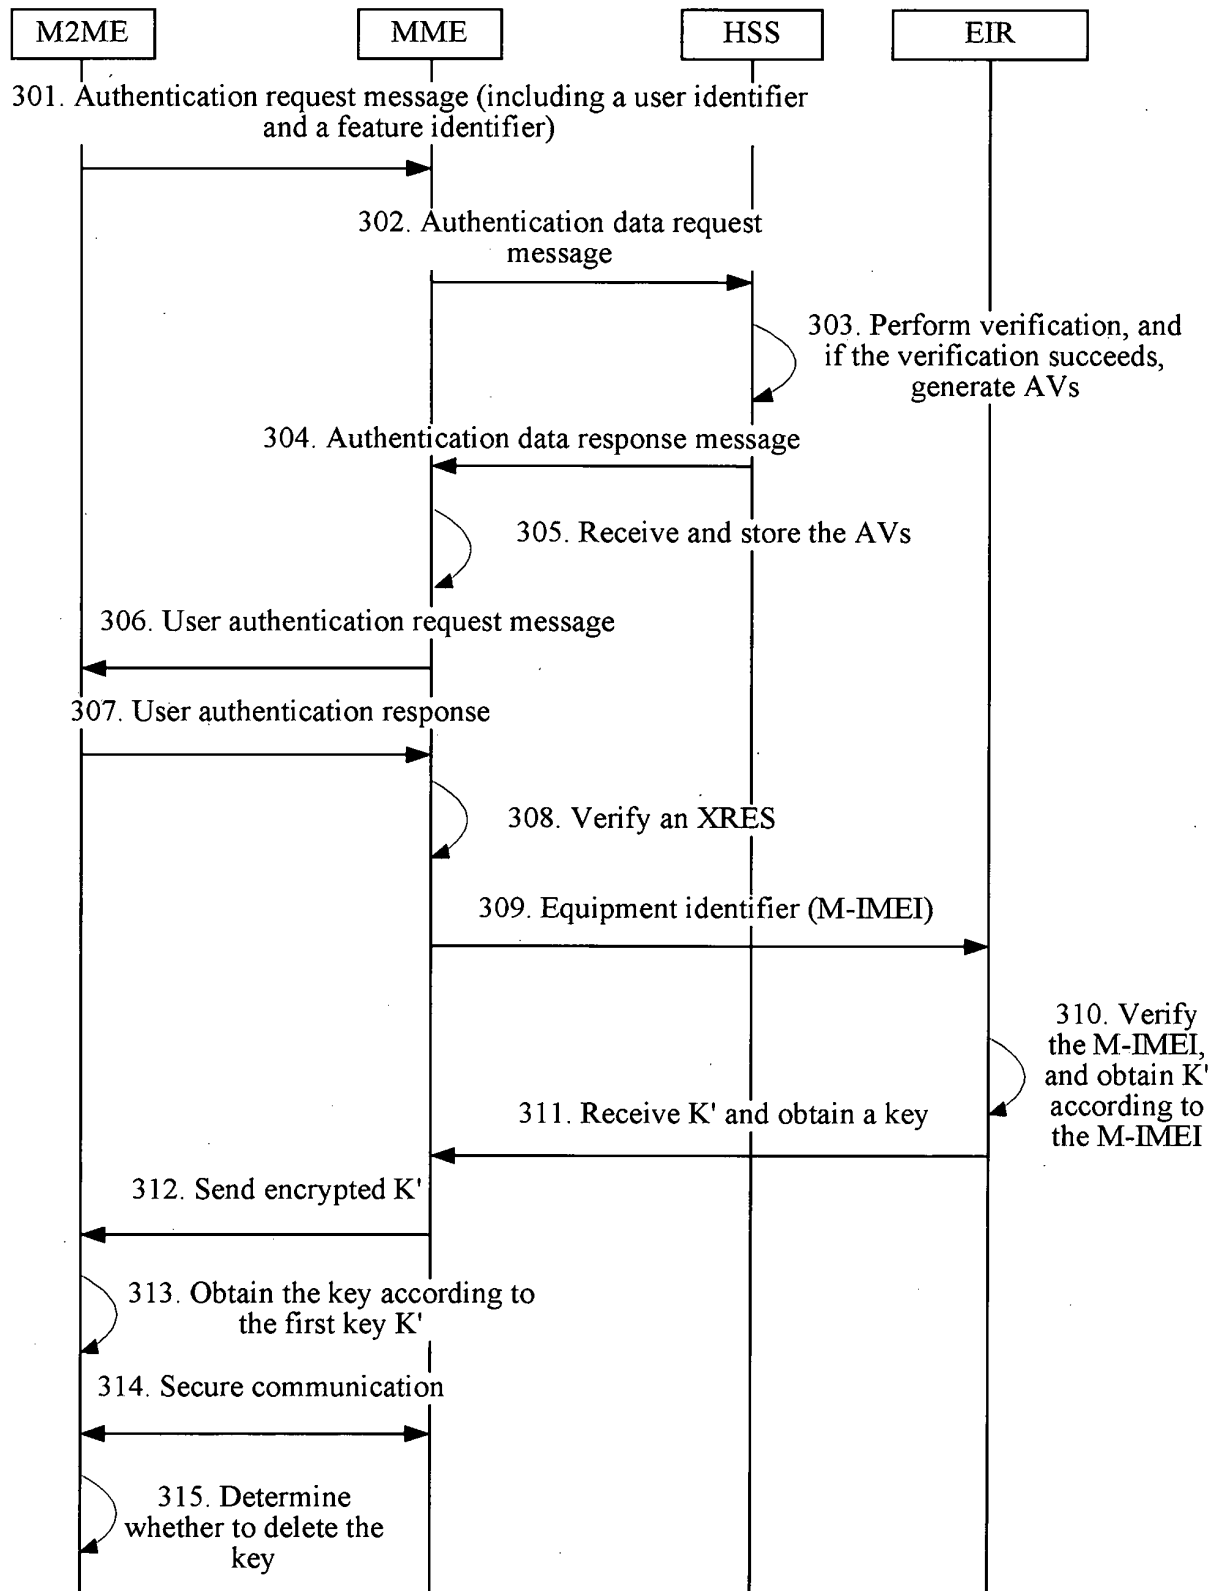 M2ME
MME
HSS
EIR
301. Authentication request message (including a user identifier
and a feature identifier)
302. Authentication data request
message
303. Perform verification, and
if the verification succeeds,
generate AVs
304. Authentication data response message
305. Receive and store the AVs
306. User authentication request message
307. User authentication response
308. Verify an XRES
309. Equipment identifier (M-IMEI)
310. Verify
the M-IMEI,
and obtain K'
according to
the M-IMEI
311. Receive K' and obtain a key
312. Send encrypted K'
313. Obtain the key according to
the first key K'
314. Secure communication
315. Determine
whether to delete the
key